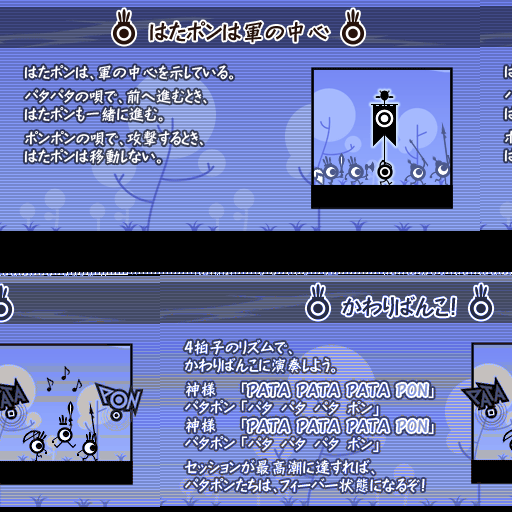 はたポンは軍の中心
はたポンは、軍の中心を示している。
パタパタの唄で、前へ進むとき、
はたポンも一緒に進む。
ポンポンの唄で、攻撃するとき、
はたポンは移動しない。
かわりばんこ!
4拍子のリズムで、
かわりばんこに演奏しよう。
神様 「PATA PATA PATA PON」
パタポン 「パタ パタ パタ ポン」
神様 「PATA PATA PATA PON」
パタポン 「パタ パタ パタ ポン」
セッションが最高潮に達すれば、
パタポンたちは、フィーバー状態になるぞ!
PON